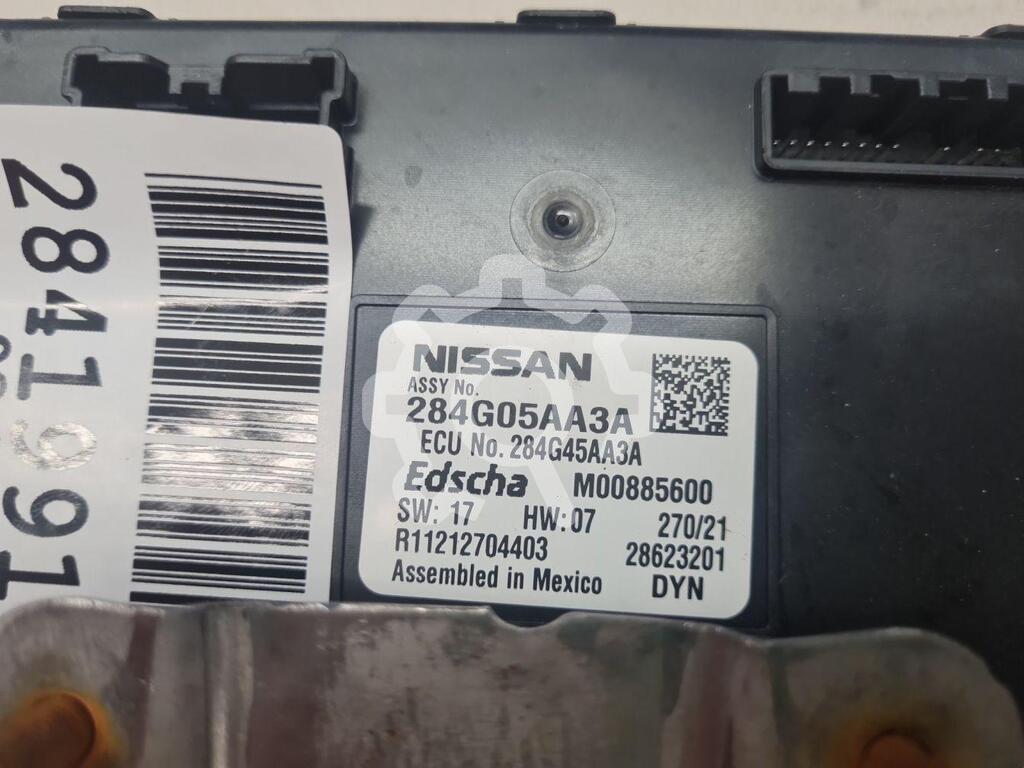 2841991
NISSAN
ASSY No.
284G05AA3A
ECU No. 284G45AA3A
Edscha M00885600
SW: 17 HW: 07 270/21
R11212704403 28623201
Assembled in Mexico DYN